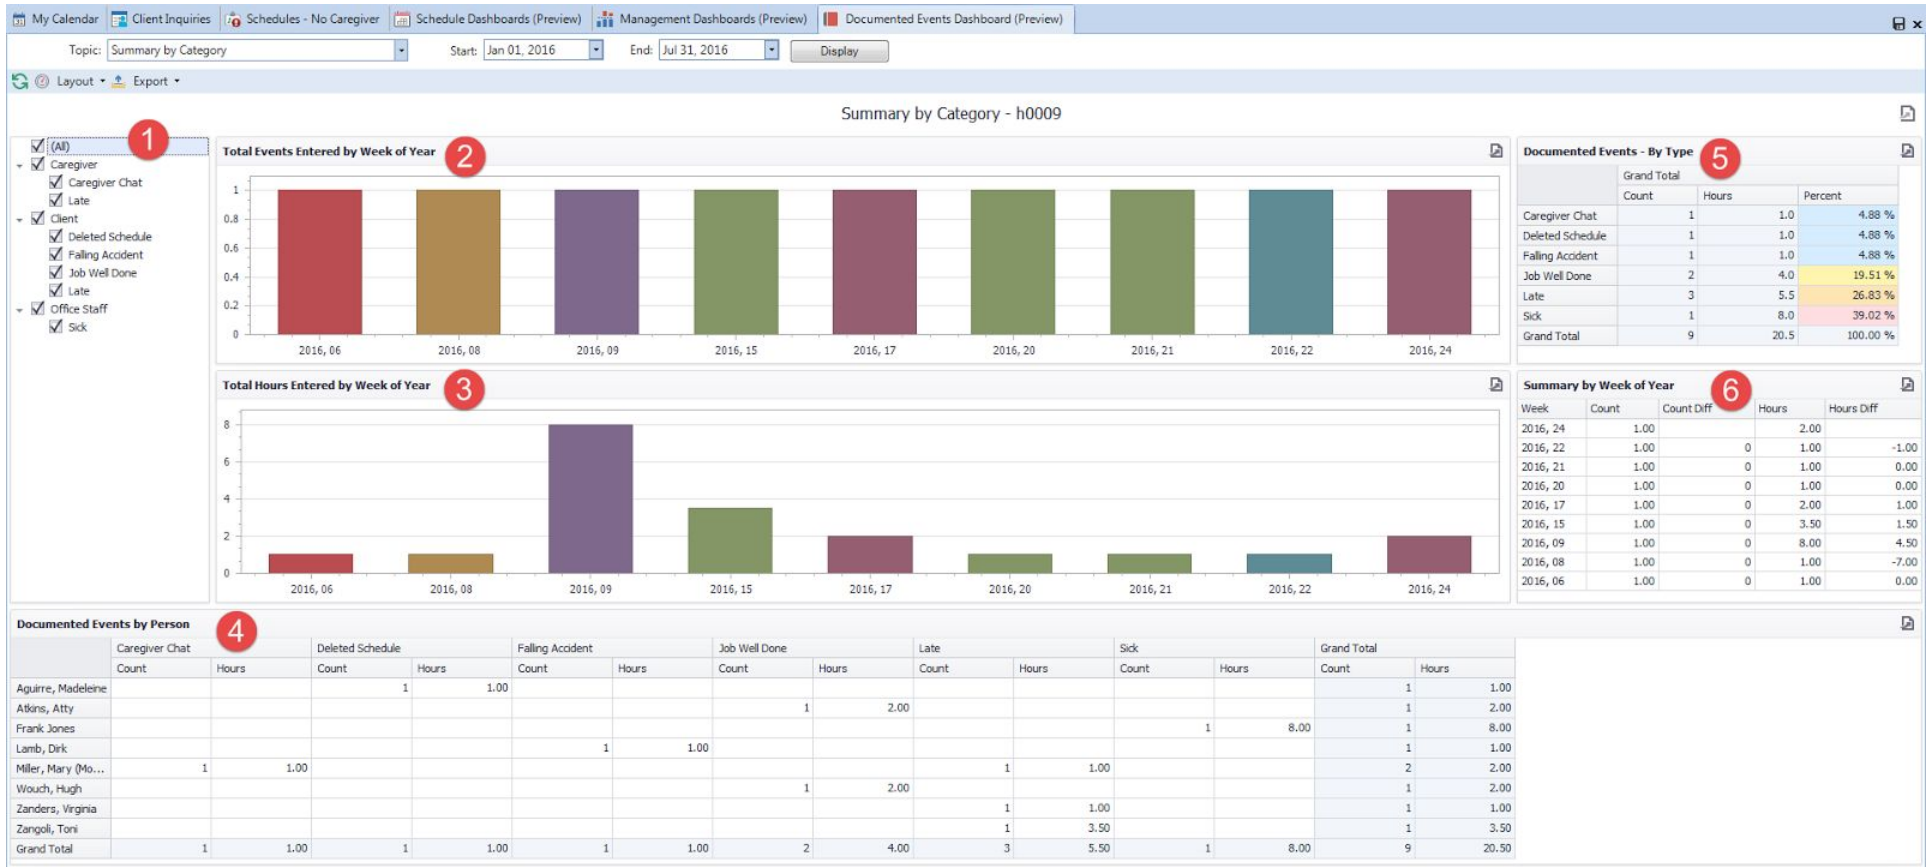 My Calendar Client Inquiries Schedules - No Caregiver Schedule Dashboards (Preview) Management Dashboards (Preview) Documented Events Dashboard (Preview)
Topic: Summary by Category Start: Jan 01, 2016 End: Jul 31, 2016 Display
Layout Export
Summary by Category - h0009
1
(All)
Caregiver
Caregiver Chat
Late
Client
Deleted Schedule
Falling Accident
Job Well Done
Late
Office Staff
Sick
Total Events Entered by Week of Year 2
1
0.8
0.6
0.4
0.2
0
2016, 06 2016, 08 2016, 09 2016, 15 2016, 17 2016, 20 2016, 21 2016, 22 2016, 24
Total Hours Entered by Week of Year 3
8
6
4
2
0
2016, 06 2016, 08 2016, 09 2016, 15 2016, 17 2016, 20 2016, 21 2016, 22 2016, 24
Documented Events - By Type 5
Grand Total
Count Hours Percent
Caregiver Chat 1 1.0 4.88 %
Deleted Schedule 1 1.0 4.88 %
Falling Accident 1 1.0 4.88 %
Job Well Done 2 4.0 19.51 %
Late 3 5.5 26.83 %
Sick 1 8.0 39.02 %
Grand Total 9 20.5 100.00 %
Summary by Week of Year 6
Week Count Count Diff Hours Hours Diff
2016, 24 1.00 2.00
2016, 22 1.00 0 1.00 -1.00
2016, 21 1.00 0 1.00 0.00
2016, 20 1.00 0 1.00 0.00
2016, 17 1.00 0 2.00 1.00
2016, 15 1.00 0 3.50 1.50
2016, 09 1.00 0 8.00 4.50
2016, 08 1.00 0 1.00 -7.00
2016, 06 1.00 0 1.00 0.00
Documented Events by Person 4
Caregiver Chat Deleted Schedule Falling Accident Job Well Done Late Sick Grand Total
Count Hours Count Hours Count Hours Count Hours Count Hours Count Hours Count Hours
Aguirre, Madeleine 1 1.00 1 1.00
Atkins, Atty 1 2.00 1 2.00
Frank Jones 1 8.00 1 8.00
Lamb, Dirk 1 1.00 1 1.00
Miller, Mary (Mo... 1 1.00 1 1.00 2 2.00
Wouch, Hugh 1 2.00 1 2.00
Zanders, Virginia 1 1.00 1 1.00
Zangoli, Toni 1 3.50 1 3.50
Grand Total 1 1.00 1 1.00 1 1.00 2 4.00 3 5.50 1 8.00 9 20.50